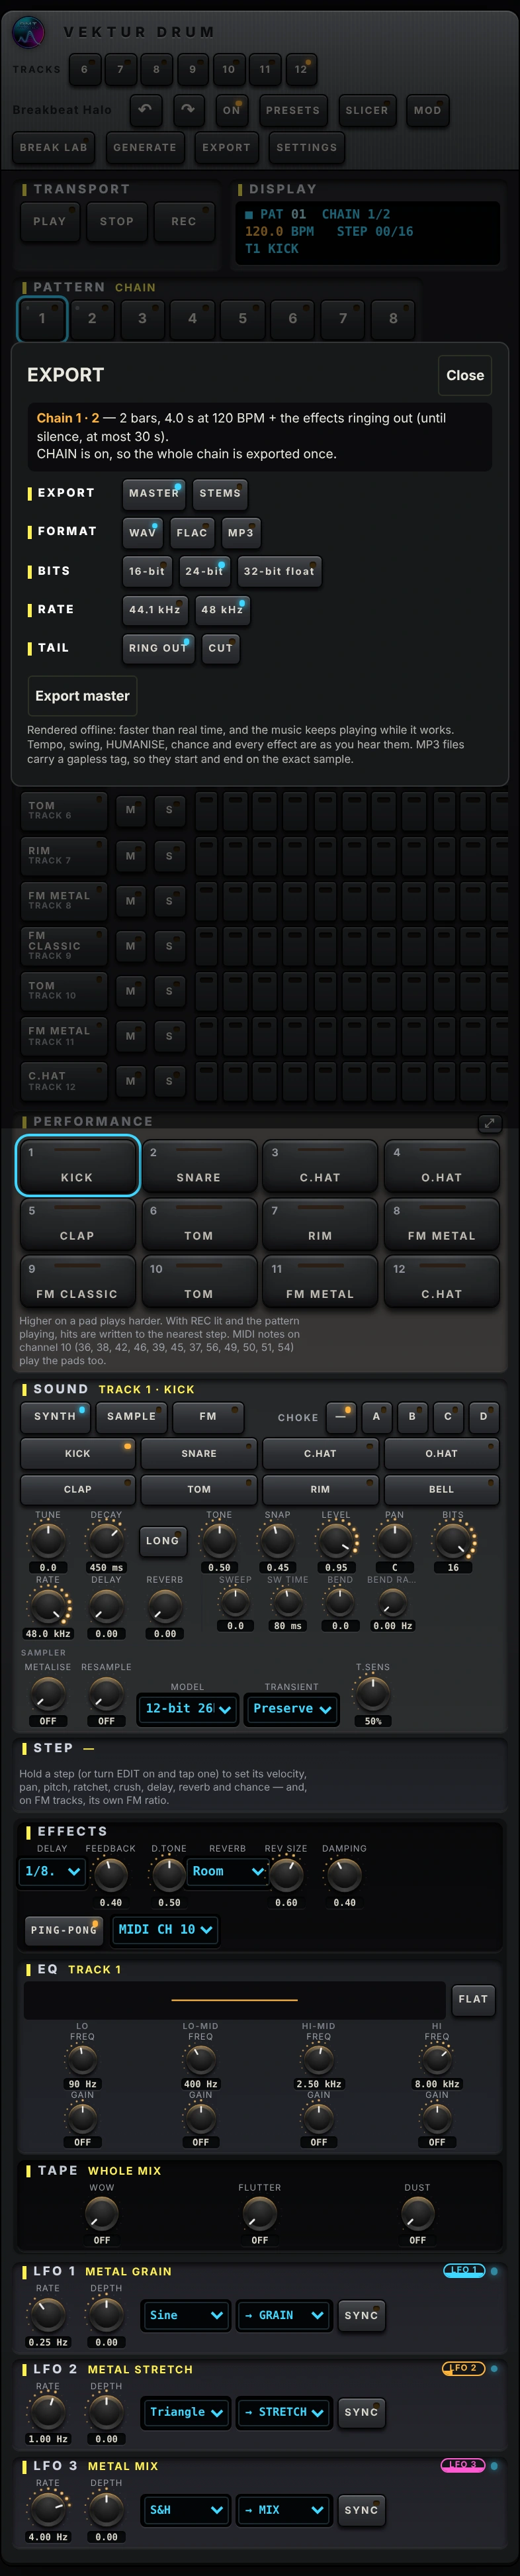 VEKTUR DRUM
TRACKS 6 7 8 9 10 11 12
Breakbeat Halo ↶ ↷ ON PRESETS SLICER MOD
BREAK LAB GENERATE EXPORT SETTINGS
TRANSPORT
PLAY STOP REC
DISPLAY
■ PAT 01 CHAIN 1/2
120.0 BPM STEP 00/16
T1 KICK
PATTERN CHAIN
1 2 3 4 5 6 7 8
EXPORT
Close
Chain 1 · 2 — 2 bars, 4.0 s at 120 BPM + the effects ringing out (until
silence, at most 30 s).
CHAIN is on, so the whole chain is exported once.
EXPORT MASTER STEMS
FORMAT WAV FLAC MP3
BITS 16-bit 24-bit 32-bit float
RATE 44.1 kHz 48 kHz
TAIL RING OUT CUT
Export master
Rendered offline: faster than real time, and the music keeps playing while it works.
Tempo, swing, HUMANISE, chance and every effect are as you hear them. MP3 files
carry a gapless tag, so they start and end on the exact sample.
TOM
TRACK 6
M S
RIM
TRACK 7
M S
FM METAL
TRACK 8
M S
FM
CLASSIC
TRACK 9
M S
TOM
TRACK 10
M S
FM METAL
TRACK 11
M S
C.HAT
TRACK 12
M S
PERFORMANCE
1 KICK
2 SNARE
3 C.HAT
4 O.HAT
5 CLAP
6 TOM
7 RIM
8 FM METAL
9 FM CLASSIC
10 TOM
11 FM METAL
12 C.HAT
Higher on a pad plays harder. With REC lit and the pattern
playing, hits are written to the nearest step. MIDI notes on
channel 10 (36, 38, 42, 46, 39, 45, 37, 56, 49, 50, 51, 54)
play the pads too.
SOUND TRACK 1 · KICK
SYNTH SAMPLE FM CHOKE — A B C D
KICK SNARE C.HAT O.HAT
CLAP TOM RIM BELL
TUNE DECAY TONE SNAP LEVEL PAN BITS
LONG
0.0 450 ms 0.50 0.45 0.95 C 16
RATE DELAY REVERB SWEEP SW TIME BEND BEND RA…
48.0 kHz 0.00 0.00 0.0 80 ms 0.0 0.00 Hz
SAMPLER
METALISE RESAMPLE MODEL TRANSIENT T.SENS
12-bit 26 Preserve
OFF OFF 50%
STEP —
Hold a step (or turn EDIT on and tap one) to set its velocity,
pan, pitch, ratchet, crush, delay, reverb and chance — and,
on FM tracks, its own FM ratio.
EFFECTS
DELAY FEEDBACK D.TONE REVERB REV SIZE DAMPING
1/8. Room
0.40 0.50 0.60 0.40
PING-PONG MIDI CH 10
EQ TRACK 1
FLAT
LO LO-MID HI-MID HI
FREQ FREQ FREQ FREQ
90 Hz 400 Hz 2.50 kHz 8.00 kHz
GAIN GAIN GAIN GAIN
OFF OFF OFF OFF
TAPE WHOLE MIX
WOW FLUTTER DUST
OFF OFF OFF
LFO 1 METAL GRAIN LFO 1
RATE DEPTH
Sine → GRAIN SYNC
0.25 Hz 0.00
LFO 2 METAL STRETCH LFO 2
RATE DEPTH
Triangle → STRETCH SYNC
1.00 Hz 0.00
LFO 3 METAL MIX LFO 3
RATE DEPTH
S&H → MIX SYNC
4.00 Hz 0.00